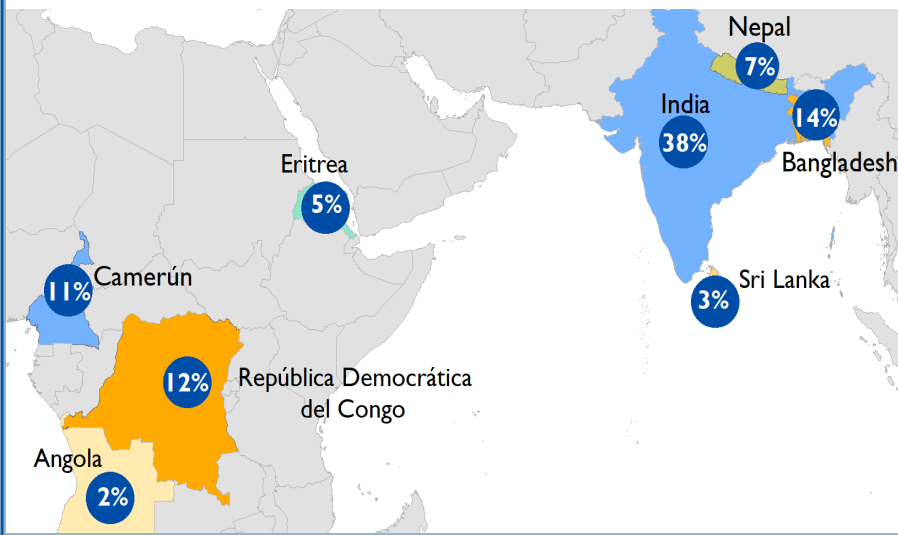 Nepal
7%
India
38%
14%
Bangladesh
Eritrea
5%
Camerún
11%
Sri Lanka
3%
12%
República Democrática
del Congo
Angola
2%